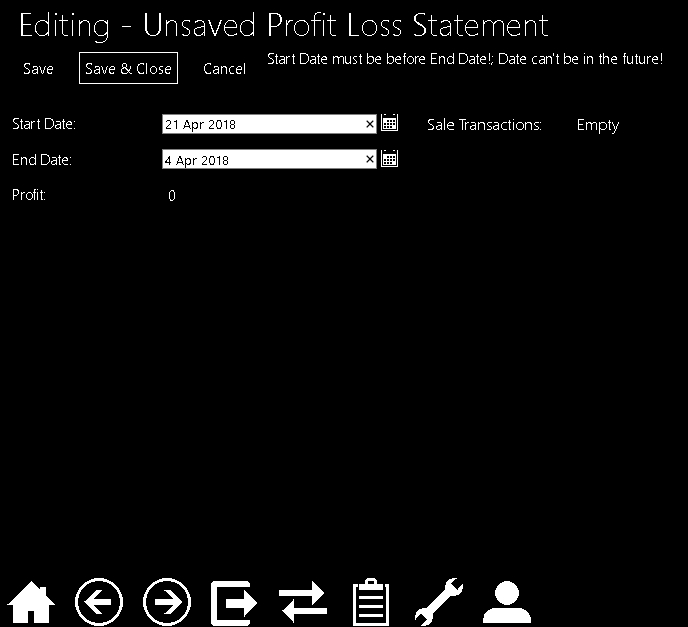 Editing - Unsaved Profit Loss Statement
Save Save & Close Cancel Start Date must be before End Date!; Date can't be in the future!
Start Date: 21 Apr 2018 × Sale Transactions: Empty
End Date: 4 Apr 2018 ×
Profit: 0